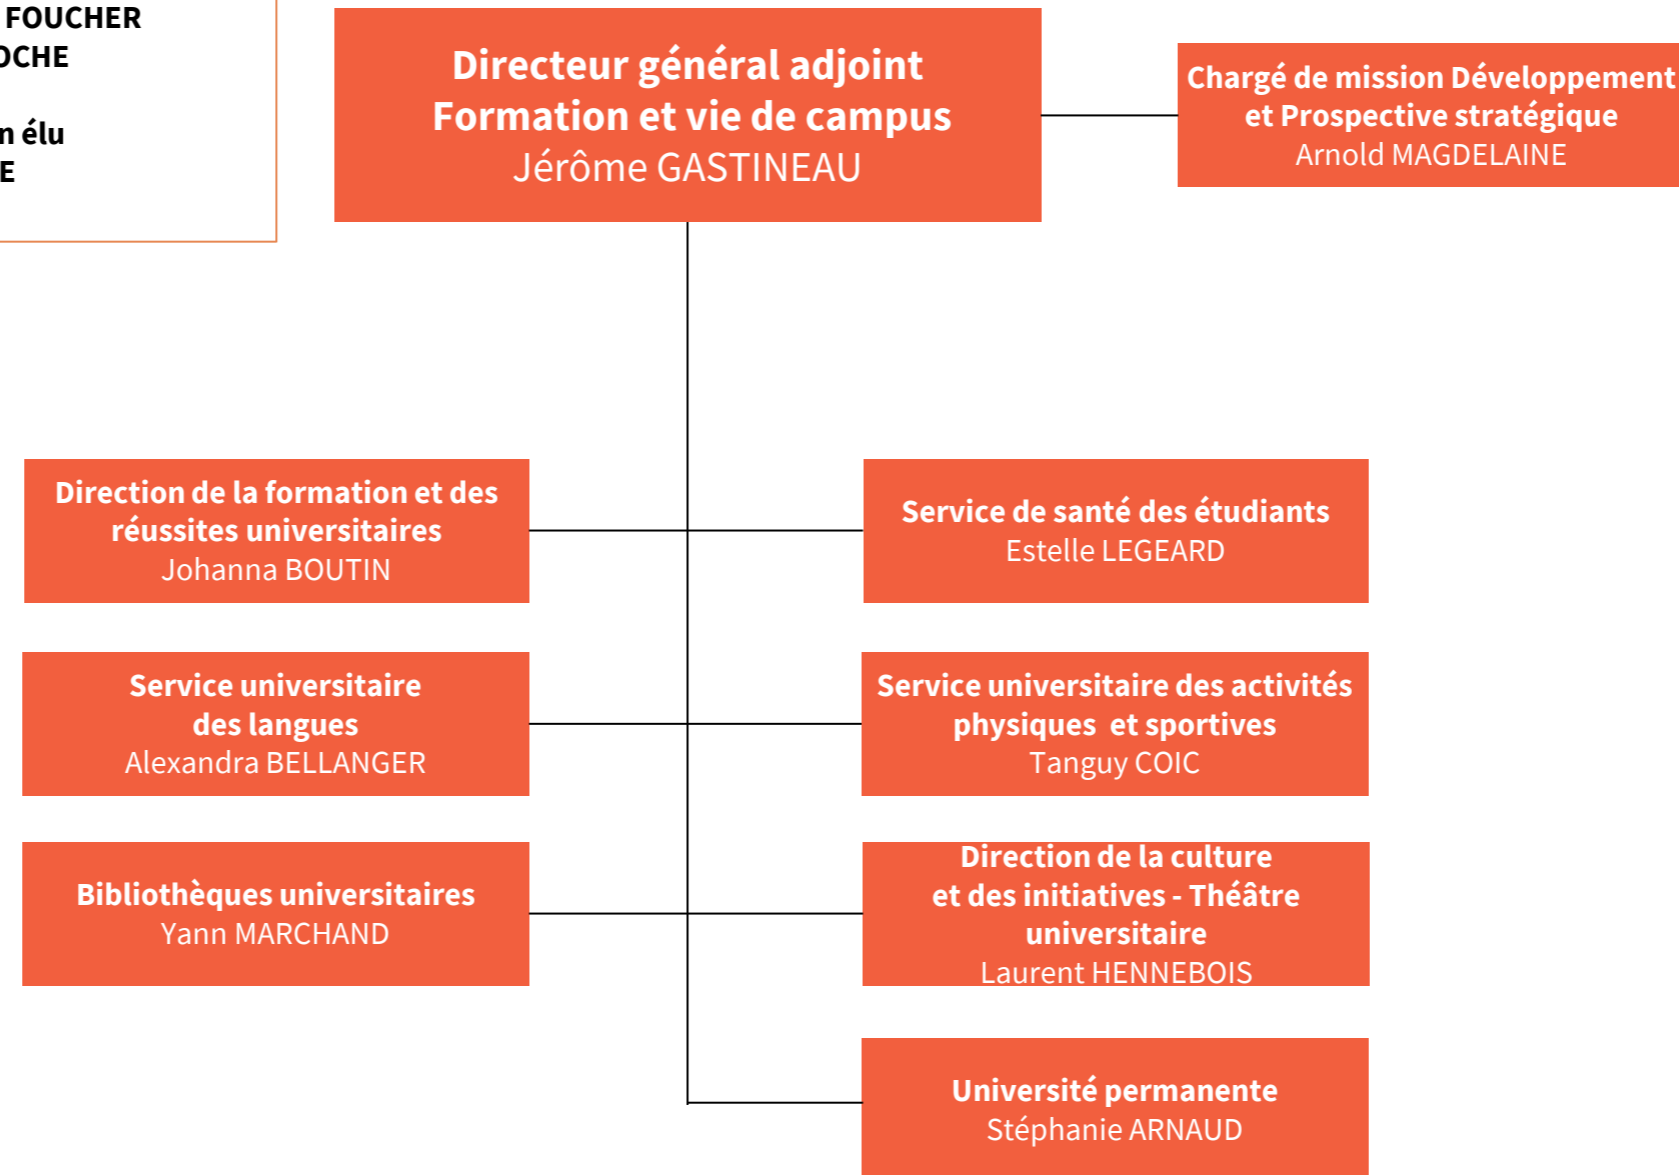 FOUCHER
élu
Directeur général adjoint
Formation et vie de campus
Jérôme GASTINEAU
Chargé de mission Développement
et Prospective stratégique
Arnold MAGDELAINE
Direction de la formation et des
réussites universitaires
Johanna BOUTIN
Service de santé des étudiants
Estelle LEGEARD
Service universitaire
des langues
Alexandra BELLANGER
Service universitaire des activités
physiques et sportives
Tanguy COIC
Bibliothèques universitaires
Yann MARCHAND
Direction de la culture
et des initiatives - Théâtre
universitaire
Laurent HENNEBOIS
Université permanente
Stéphanie ARNAUD